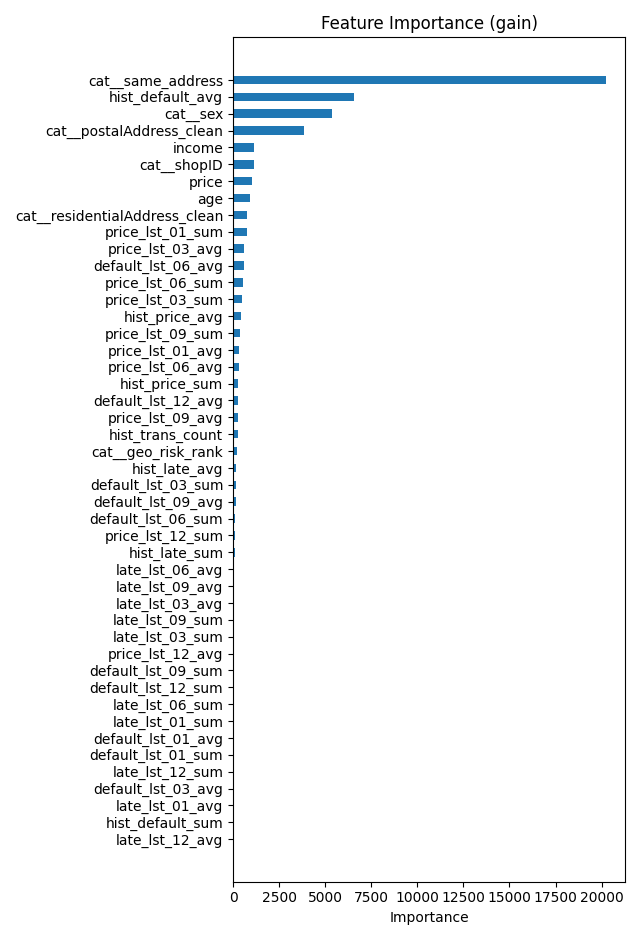 Feature Importance (gain)
cat__same_address
hist_default_avg
cat__sex
cat__postalAddress_clean
income
cat__shopID
price
age
cat__residentialAddress_clean
price_lst_01_sum
price_lst_03_avg
default_lst_06_avg
price_lst_06_sum
price_lst_03_sum
hist_price_avg
price_lst_09_sum
price_lst_01_avg
price_lst_06_avg
hist_price_sum
default_lst_12_avg
price_lst_09_avg
hist_trans_count
cat__geo_risk_rank
hist_late_avg
default_lst_03_sum
default_lst_09_avg
default_lst_06_sum
price_lst_12_sum
hist_late_sum
late_lst_06_avg
late_lst_09_avg
late_lst_03_avg
late_lst_09_sum
late_lst_03_sum
price_lst_12_avg
default_lst_09_sum
default_lst_12_sum
late_lst_06_sum
late_lst_01_sum
default_lst_01_avg
default_lst_01_sum
late_lst_12_sum
default_lst_03_avg
late_lst_01_avg
hist_default_sum
late_lst_12_avg
0 2500 5000 7500 10000 12500 15000 17500 20000
Importance